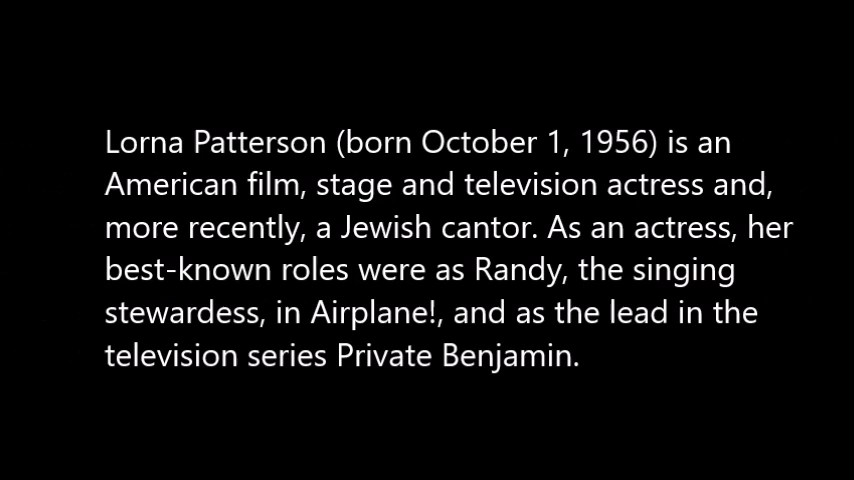 Lorna Patterson (born October 1, 1956) is an
American film, stage and television actress and,
more recently, a Jewish cantor. As an actress, her
best-known roles were as Randy, the singing
stewardess, in Airplane!, and as the lead in the
television series Private Benjamin.